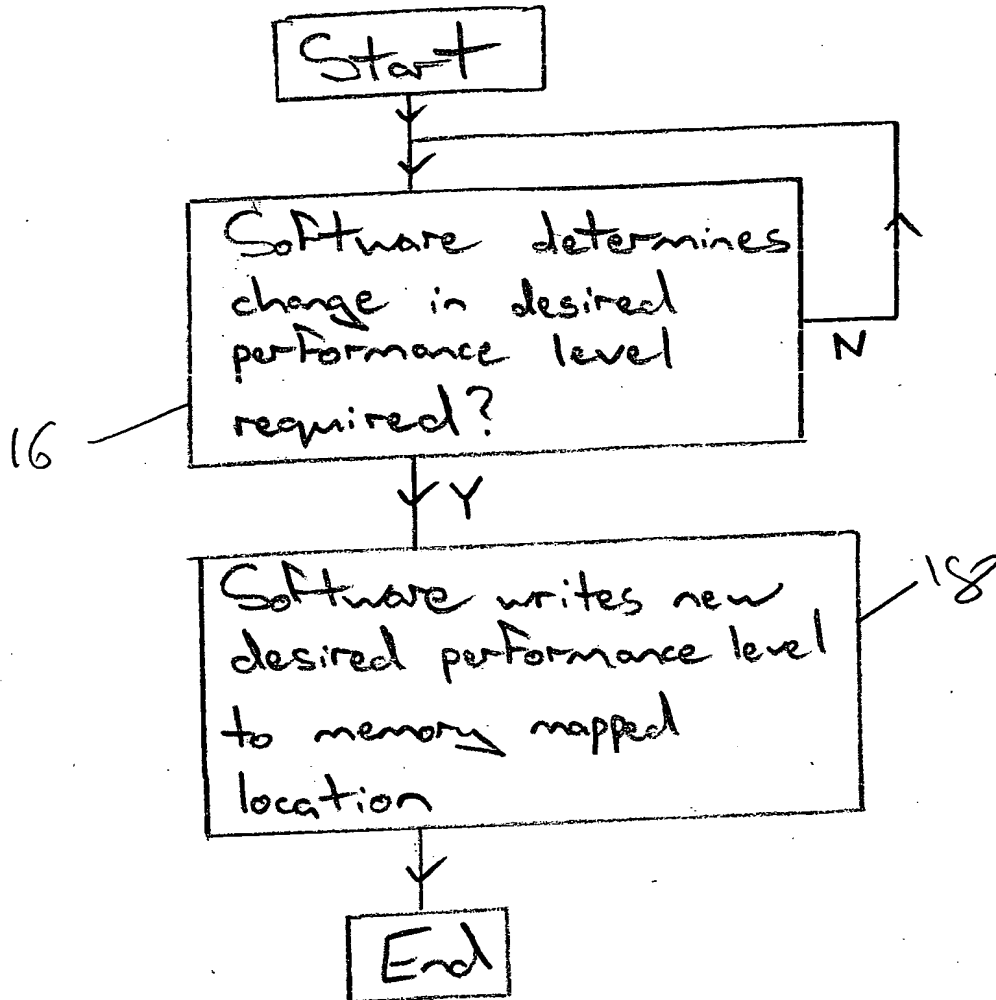 Start
Software determines
change in desired
performance level
required?
N
16
Y
Software writes new
desired performance level
to memory mapped
location
18
End